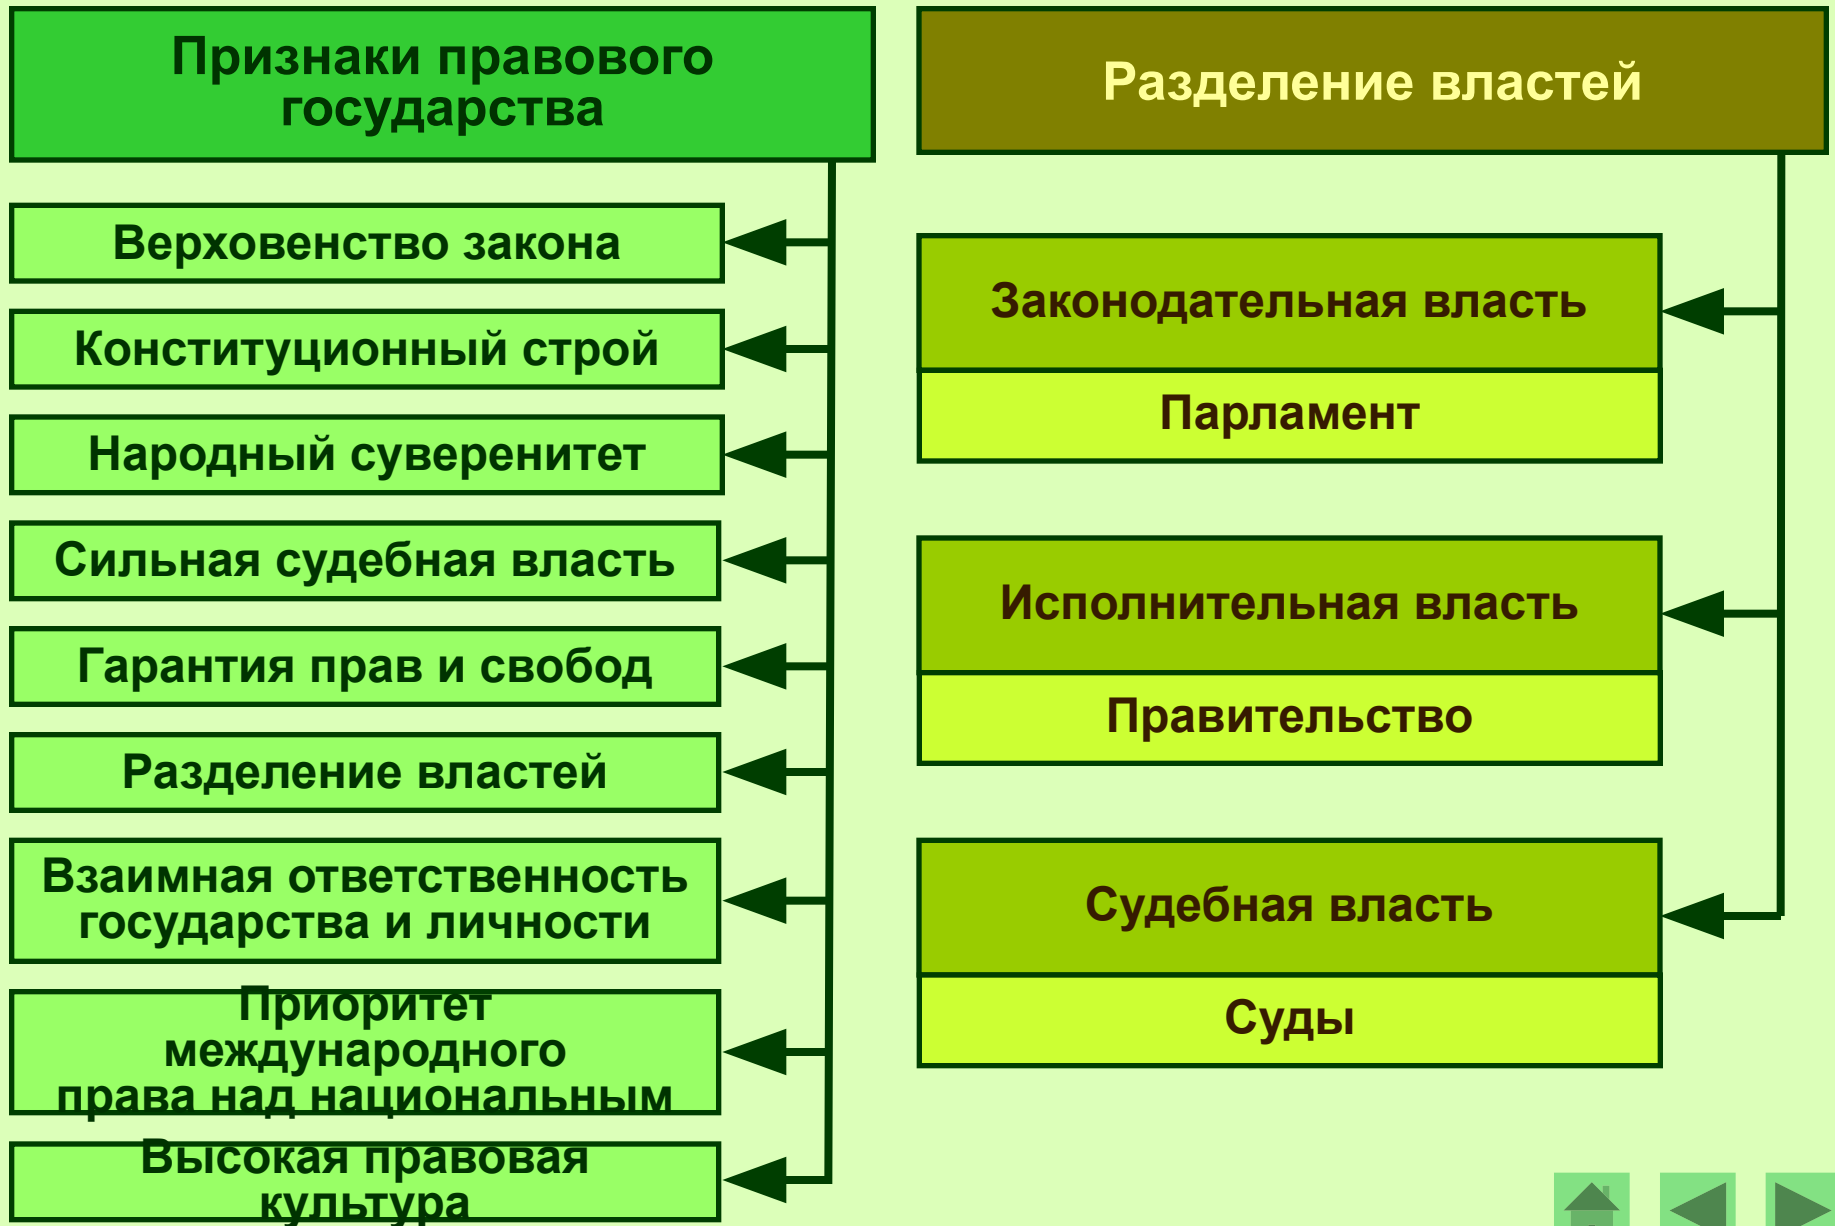 Признаки правового
государства
Верховенство закона
Конституционный строй
Народный суверенитет
Сильная судебная власть
Гарантия прав и свобод
Разделение властей
Взаимная ответственность
государства и личности
Приоритет
международного
права над национальным
Высокая правовая
культура
Разделение властей
Законодательная власть
Парламент
Исполнительная власть
Правительство
Судебная власть
Суды